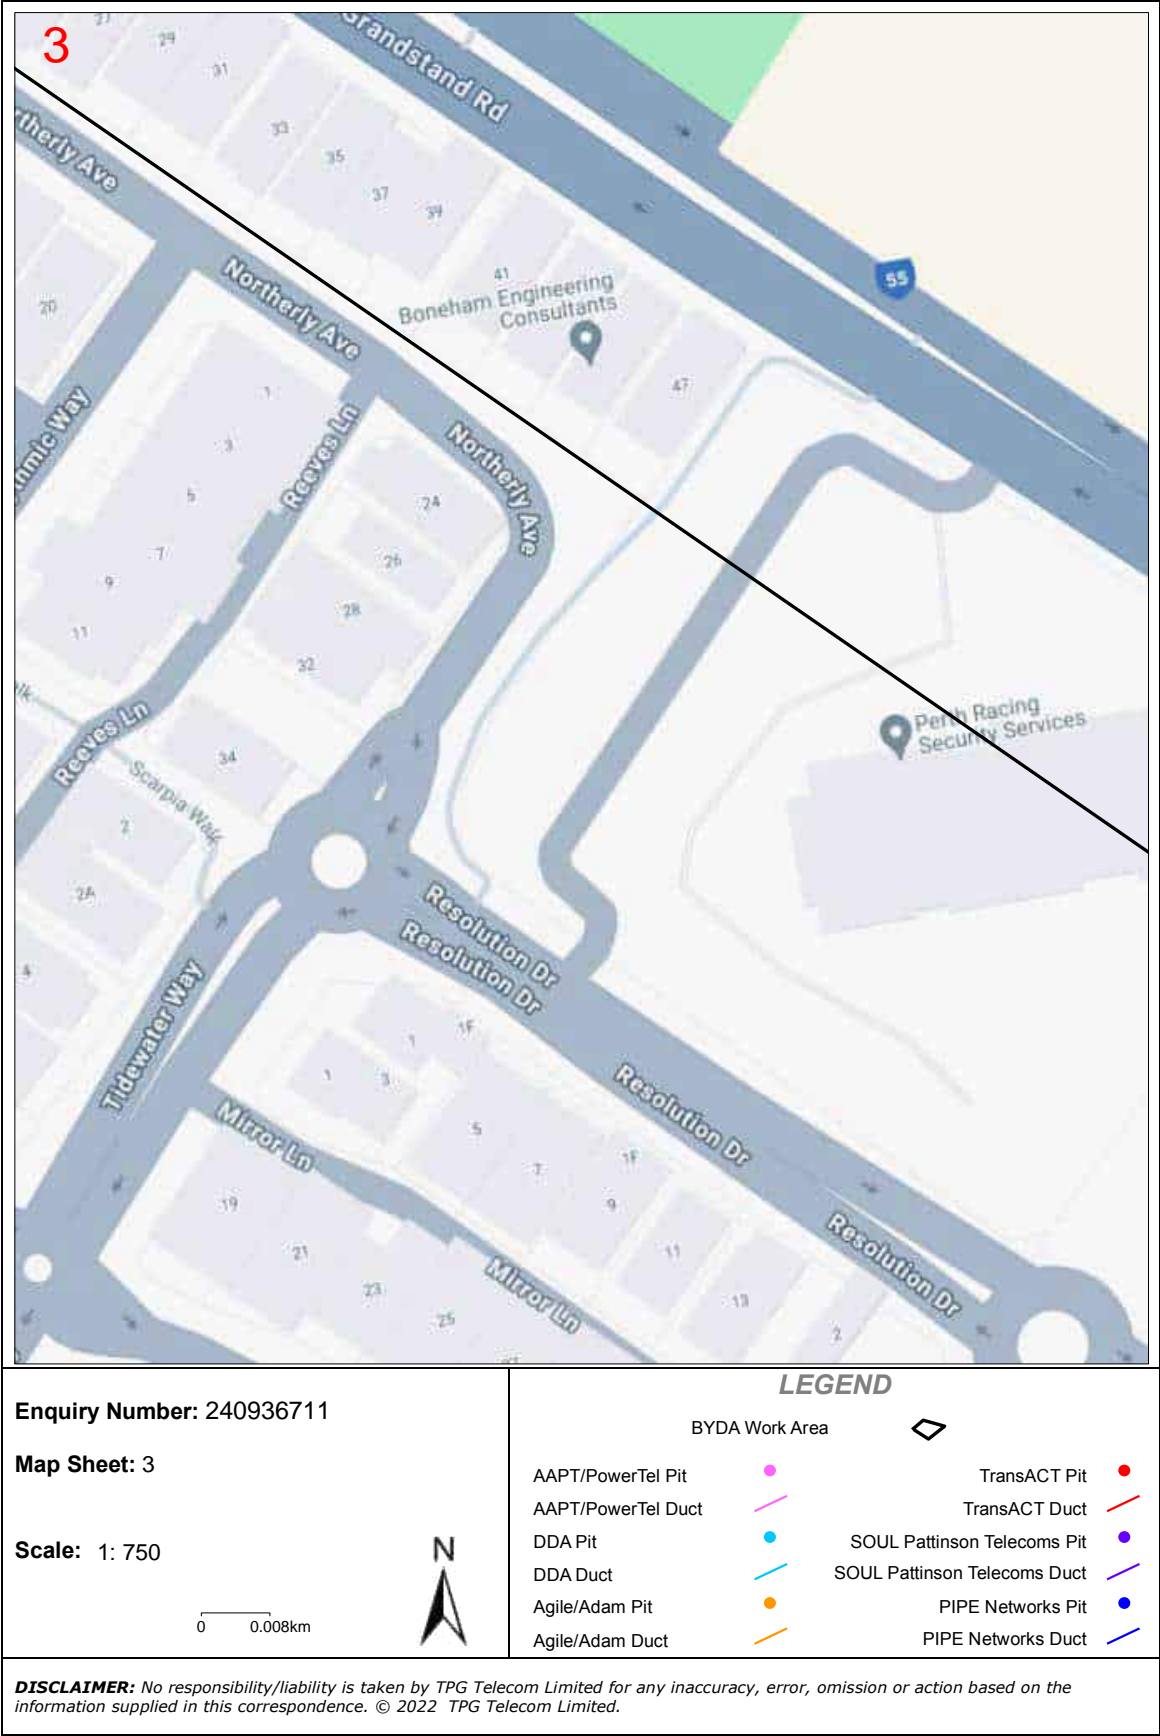 3
Grandstand Rd
27
29
31
33
35
37
39
41
Boneham Engineering
Consultants
47
55
Northerly Ave
Northerly Ave
Northerly Ave
20
1
3
5
7
9
11
Reeves Ln
24
26
28
32
34
Reeves Ln
Scarpia Walk
2
2A
4
Perth Racing
Security Services
Resolution Dr
Resolution Dr
Tidewater Way
1F
1
1
3
5
7
1F
9
11
13
2
Mirror Ln
Resolution Dr
Resolution Dr
19
21
23
25
Mirror Ln
Enquiry Number: 240936711
Map Sheet: 3
Scale: 1: 750
0 0.008km
N
LEGEND
BYDA Work Area
AAPT/PowerTel Pit
AAPT/PowerTel Duct
DDA Pit
DDA Duct
Agile/Adam Pit
Agile/Adam Duct
TransACT Pit
TransACT Duct
SOUL Pattinson Telecoms Pit
SOUL Pattinson Telecoms Duct
PIPE Networks Pit
PIPE Networks Duct
DISCLAIMER: No responsibility/liability is taken by TPG Telecom Limited for any inaccuracy, error, omission or action based on the
information supplied in this correspondence. © 2022 TPG Telecom Limited.